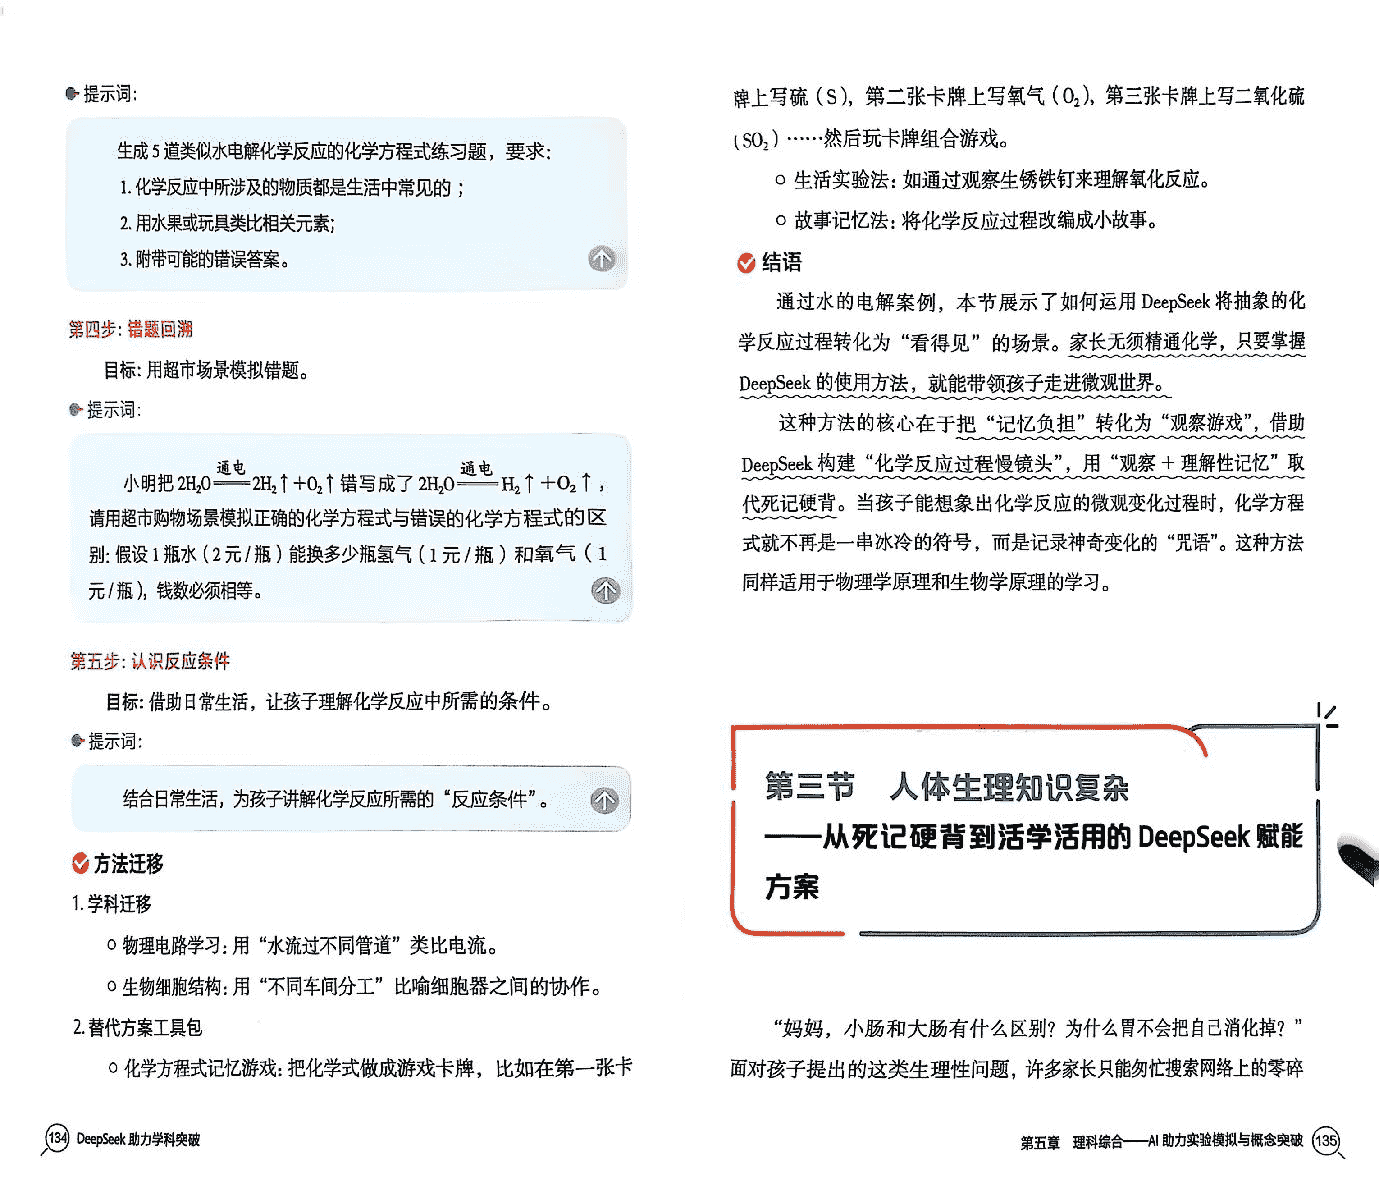 提示词：
生成5道类似水电解化学反应的化学方程式练习题，要求：
1. 化学反应中所涉及的物质都是生活中常见的；
2. 用水果或玩具类比相关元素；
3. 附带可能的错误答案。
第四步：错题回溯
目标：用超市场景模拟错题。
提示词：
小明把 2H₂O 通电══ 2H₂↑+O₂↑ 错写成了 2H₂O 通电══ H₂↑+O₂↑，
请用超市购物场景模拟正确的化学方程式与错误的化学方程式的区
别：假设1瓶水（2元/瓶）能换多少瓶氢气（1元/瓶）和氧气（1
元/瓶），钱数必须相等。
第五步：认识反应条件
目标：借助日常生活，让孩子理解化学反应中所需的条件。
提示词：
结合日常生活，为孩子讲解化学反应所需的“反应条件”。
方法迁移
1. 学科迁移
○ 物理电路学习：用“水流过不同管道”类比电流。
○ 生物细胞结构：用“不同车间分工”比喻细胞器之间的协作。
2. 替代方案工具包
○ 化学方程式记忆游戏：把化学式做成游戏卡牌，比如在第一张卡
134 DeepSeek 助力学科突破
牌上写硫（S），第二张卡牌上写氧气（O₂），第三张卡牌上写二氧化硫
（SO₂）……然后玩卡牌组合游戏。
○ 生活实验法：如通过观察生锈铁钉来理解氧化反应。
○ 故事记忆法：将化学反应过程改编成小故事。
结语
通过水的电解案例，本节展示了如何运用 DeepSeek 将抽象的化
学反应过程转化为“看得见”的场景。家长无须精通化学，只要掌握
DeepSeek 的使用方法，就能带领孩子走进微观世界。
这种方法的核心在于把“记忆负担”转化为“观察游戏”，借助
DeepSeek 构建“化学反应过程慢镜头”，用“观察＋理解性记忆”取
代死记硬背。当孩子能想象出化学反应的微观变化过程时，化学方程
式就不再是一串冰冷的符号，而是记录神奇变化的“咒语”。这种方法
同样适用于物理学原理和生物学原理的学习。
第三节 人体生理知识复杂
——从死记硬背到活学活用的 DeepSeek 赋能
方案
“妈妈，小肠和大肠有什么区别？为什么胃不会把自己消化掉？”
面对孩子提出的这类生理性问题，许多家长只能匆忙搜索网络上的零碎
第五章 理科综合——AI 助力实验模拟与概念突破 135